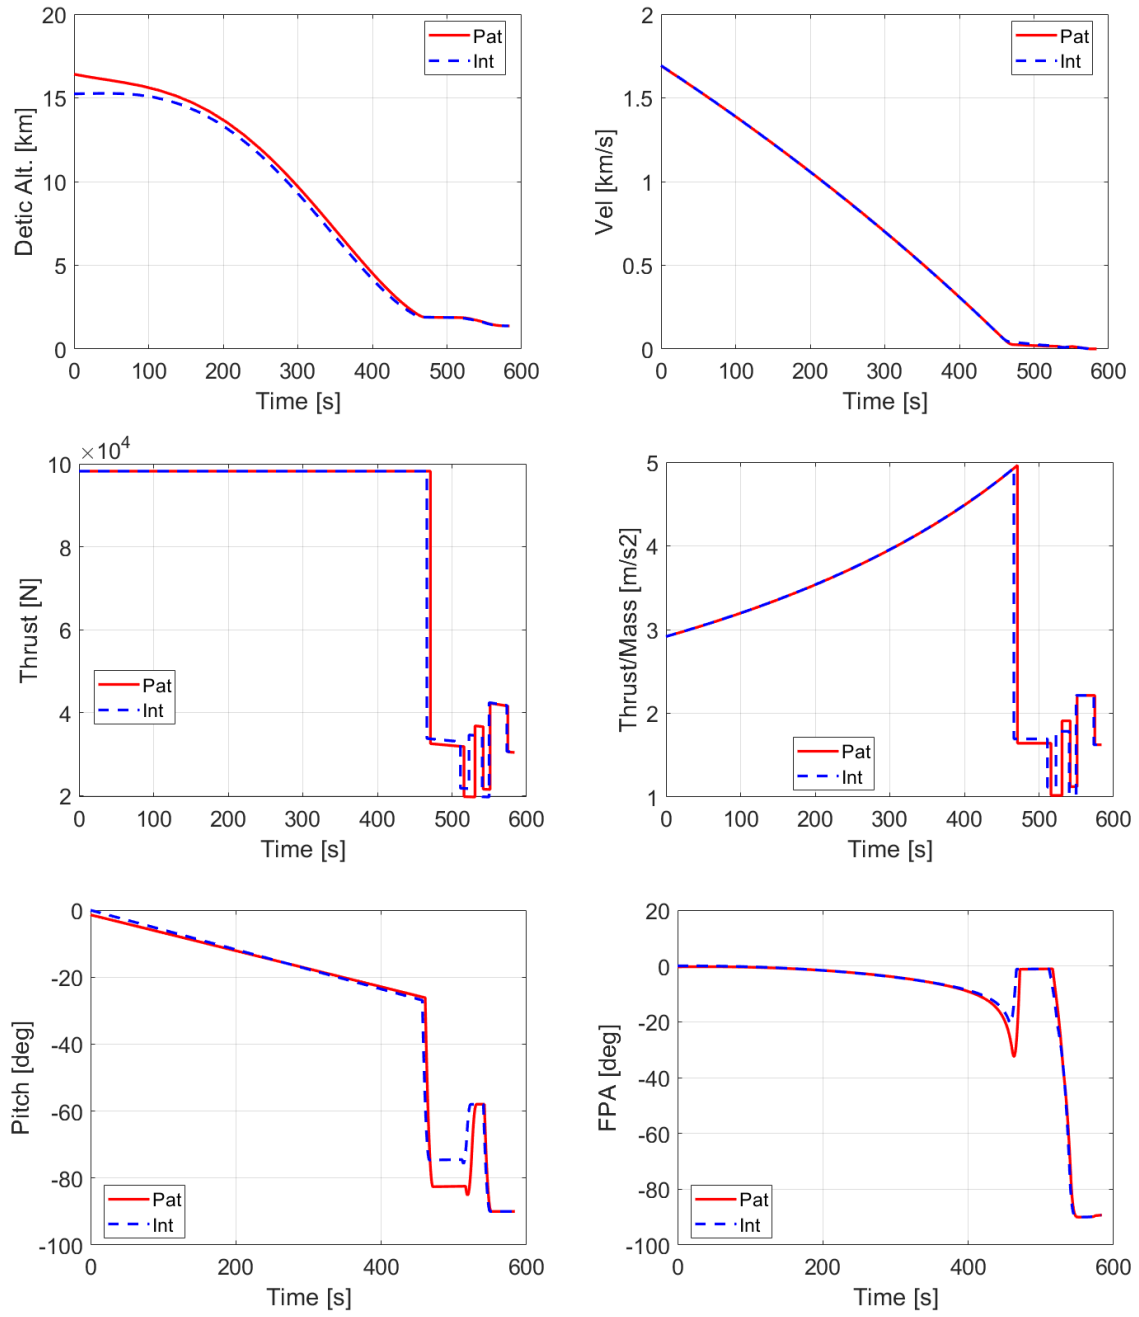 20
15
10
5
0
0 100 200 300 400 500 600
Detic Alt. [km]
Time [s]
Pat
Int
2
1.5
1
0.5
0
0 100 200 300 400 500 600
Vel [km/s]
Time [s]
Pat
Int
×10⁴
10
8
6
4
2
0 100 200 300 400 500 600
Thrust [N]
Time [s]
Pat
Int
5
4
3
2
1
0 100 200 300 400 500 600
Thrust/Mass [m/s2]
Time [s]
Pat
Int
0
-20
-40
-60
-80
-100
0 200 400 600
Pitch [deg]
Time [s]
Pat
Int
20
0
-20
-40
-60
-80
-100
0 200 400 600
FPA [deg]
Time [s]
Pat
Int